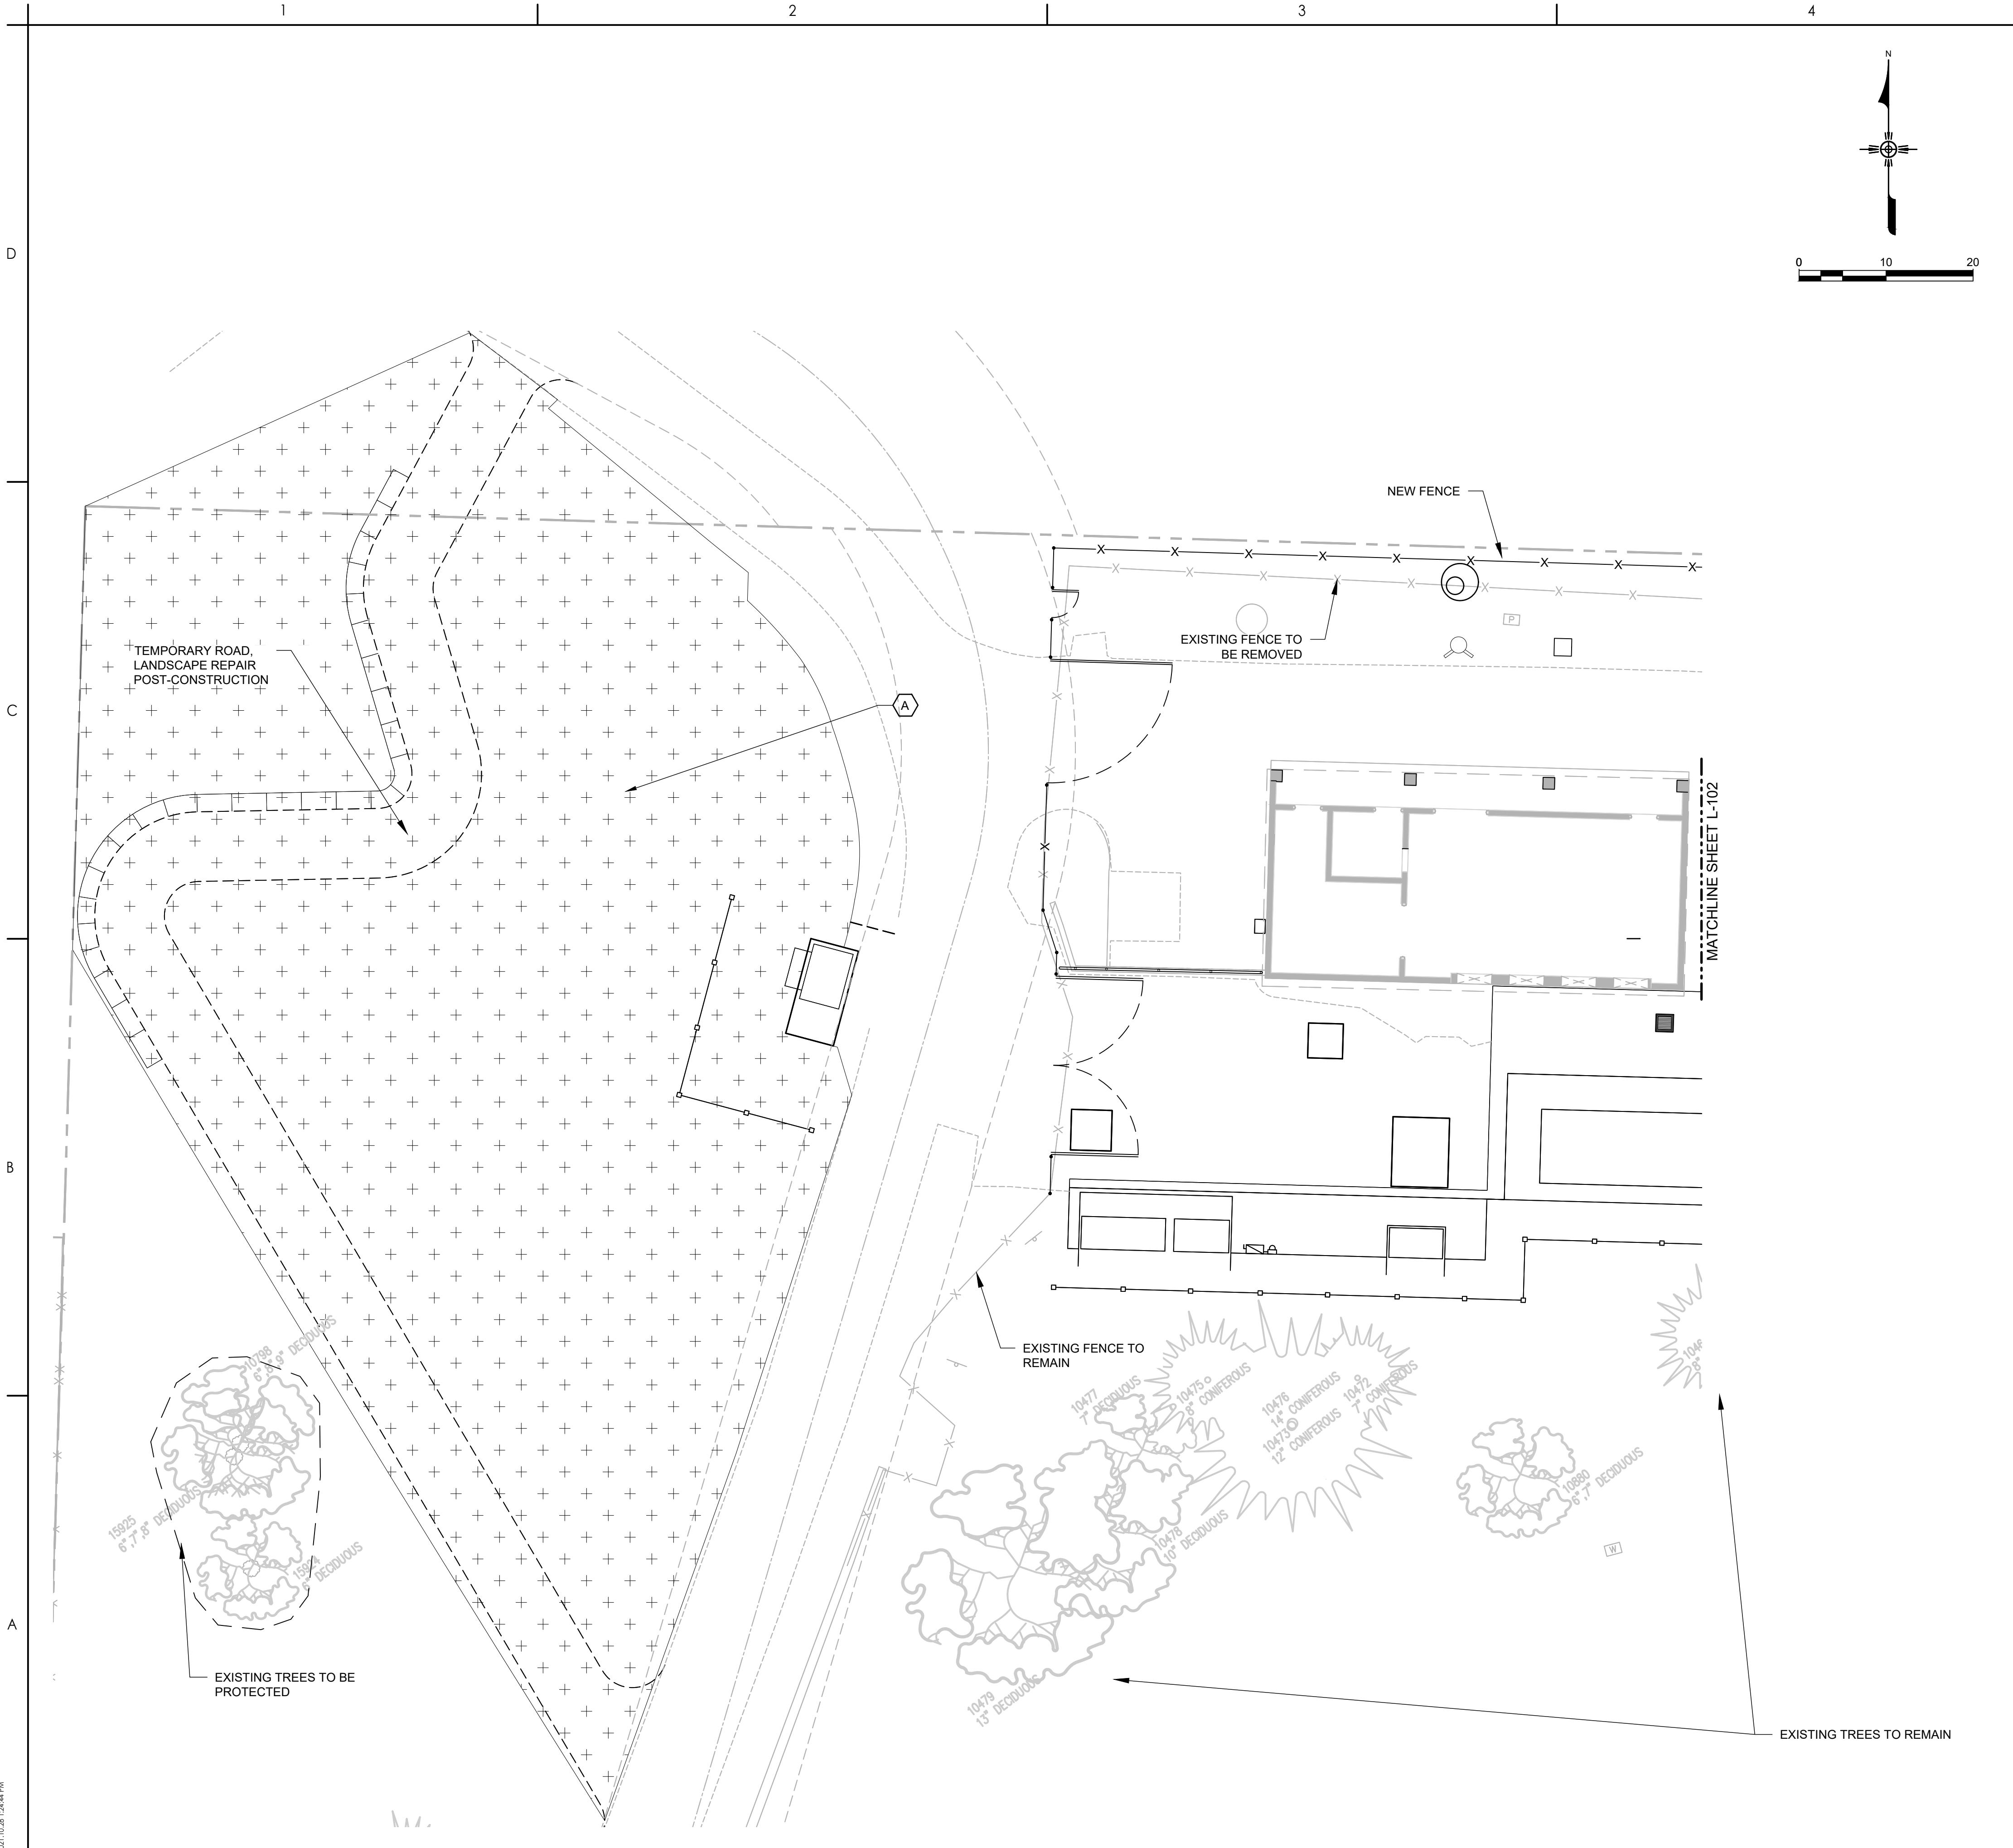 1
2
3
4
N
D
0 10 20
NEW FENCE
EXISTING FENCE TO
BE REMOVED
P
TEMPORARY ROAD,
LANDSCAPE REPAIR
POST-CONSTRUCTION
A
C
MATCHLINE SHEET L-102
B
EXISTING FENCE TO
REMAIN
10798
6",8",9" DECIDUOUS
10477
7" DECIDUOUS
10475
8" CONIFEROUS
10476
14" CONIFEROUS
10472
7" CONIFEROUS
10473
12" CONIFEROUS
15925
6",7",8" DECIDUOUS
6" DECIDUOUS
10478
10" DECIDUOUS
10880
6",7" DECIDUOUS
W
A
10479
13" DECIDUOUS
EXISTING TREES TO BE
PROTECTED
EXISTING TREES TO REMAIN